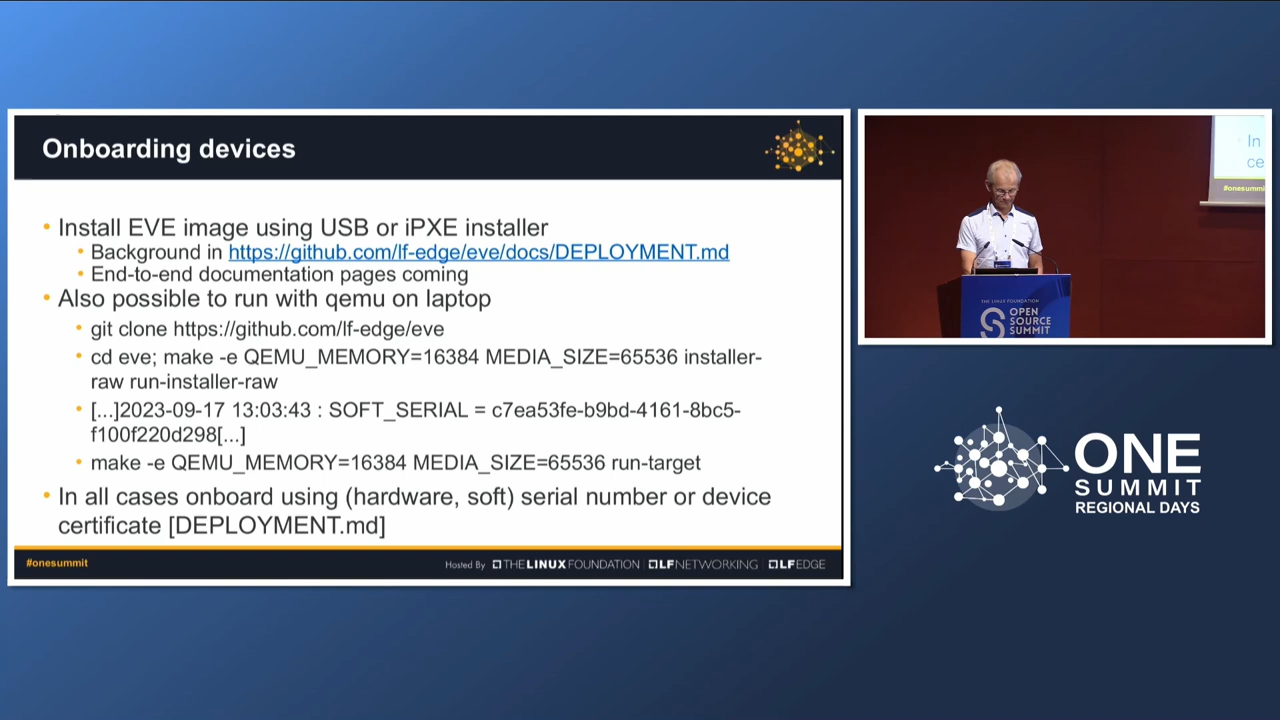 Onboarding devices
• Install EVE image using USB or iPXE installer
• Background in https://github.com/lf-edge/eve/docs/DEPLOYMENT.md
• End-to-end documentation pages coming
• Also possible to run with qemu on laptop
• git clone https://github.com/lf-edge/eve
• cd eve; make -e QEMU_MEMORY=16384 MEDIA_SIZE=65536 installer-
raw run-installer-raw
• [...]2023-09-17 13:03:43 : SOFT_SERIAL = c7ea53fe-b9bd-4161-8bc5-
f100f220d298[...]
• make -e QEMU_MEMORY=16384 MEDIA_SIZE=65536 run-target
• In all cases onboard using (hardware, soft) serial number or device
certificate [DEPLOYMENT.md]
#onesummit
Hosted By THE LINUX FOUNDATION | LF NETWORKING | LF EDGE
In
ce
#onesummi
THE LINUX FOUNDATION
OPEN
SOURCE
SUMMIT
ONE
SUMMIT
REGIONAL DAYS